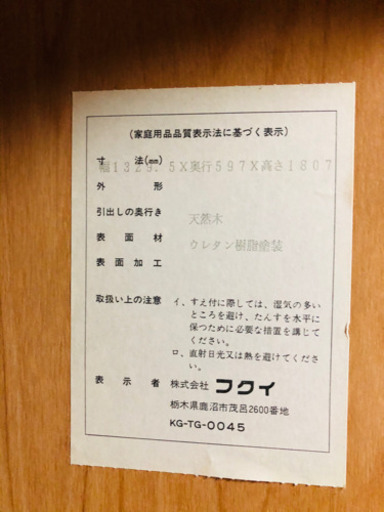 (家庭用品品質表示法に基づく表示)
寸法(mm)
幅1325.5X奥行597X高さ1807
外形
引出しの奥行き
天然木
表面材
ウレタン樹脂塗装
表面加工
取扱い上の注意 イ、すえ付に際しては、湿気の多い
ところを避け、たんすを水平に
保つために必要な措置を講じて
ください。
ロ、直射日光又は熱を避けてくだ
さい。
表示者 株式会社 フクイ
栃木県鹿沼市茂呂2600番地
KG-TG-0045